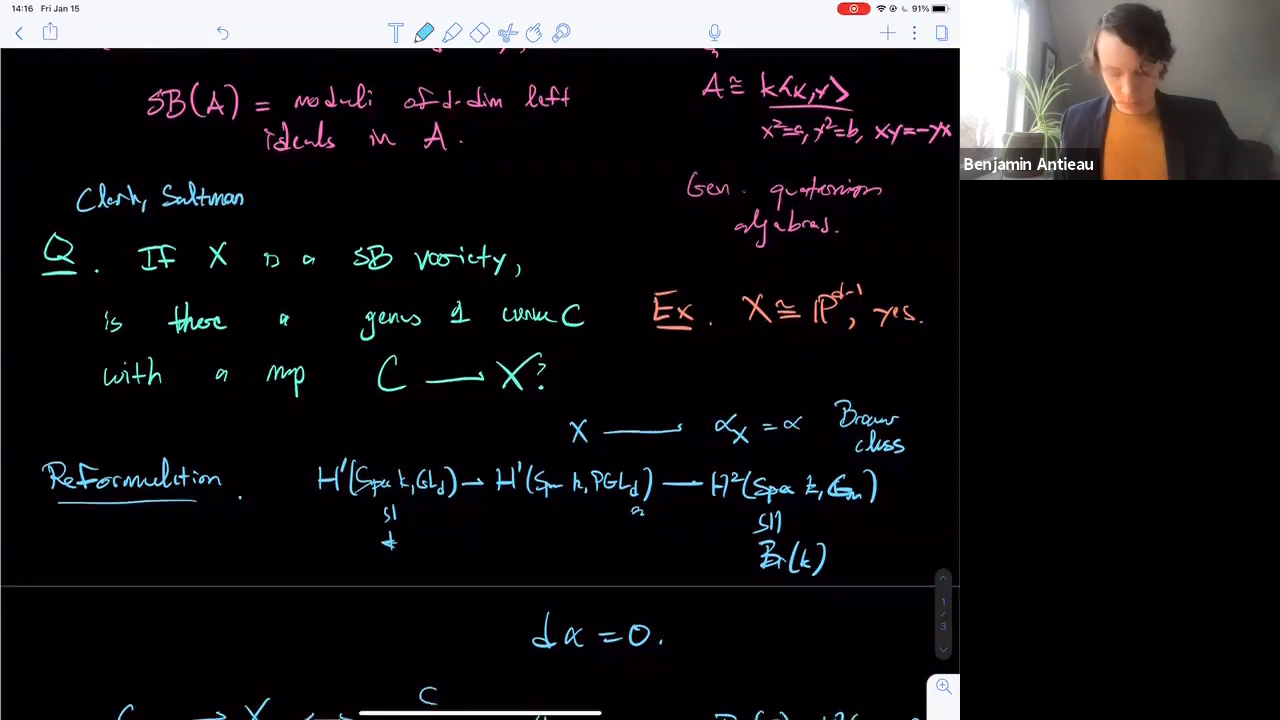 14:16 Fri Jan 15
91%
SB(A) = moduli of d-dim left
ideals in A.
A ≅ k<x,y>
x²=a, y²=b, xy=-yx
Gen. quaternion
algebras.
Clark, Saltman
Q. IF X is a SB variety,
is there a genus 1 curve C
with a map C → X?
Ex. X ≅ P^{d-1}, yes.
X → α_X = α Brauer
class
Reformulation. H¹(Spec k, GL_d) → H¹(Spec k, PGL_d) → H²(Spec k, G_m)
Br(k)
dα = 0.
C → X
C
1
/
3
Benjamin Antieau